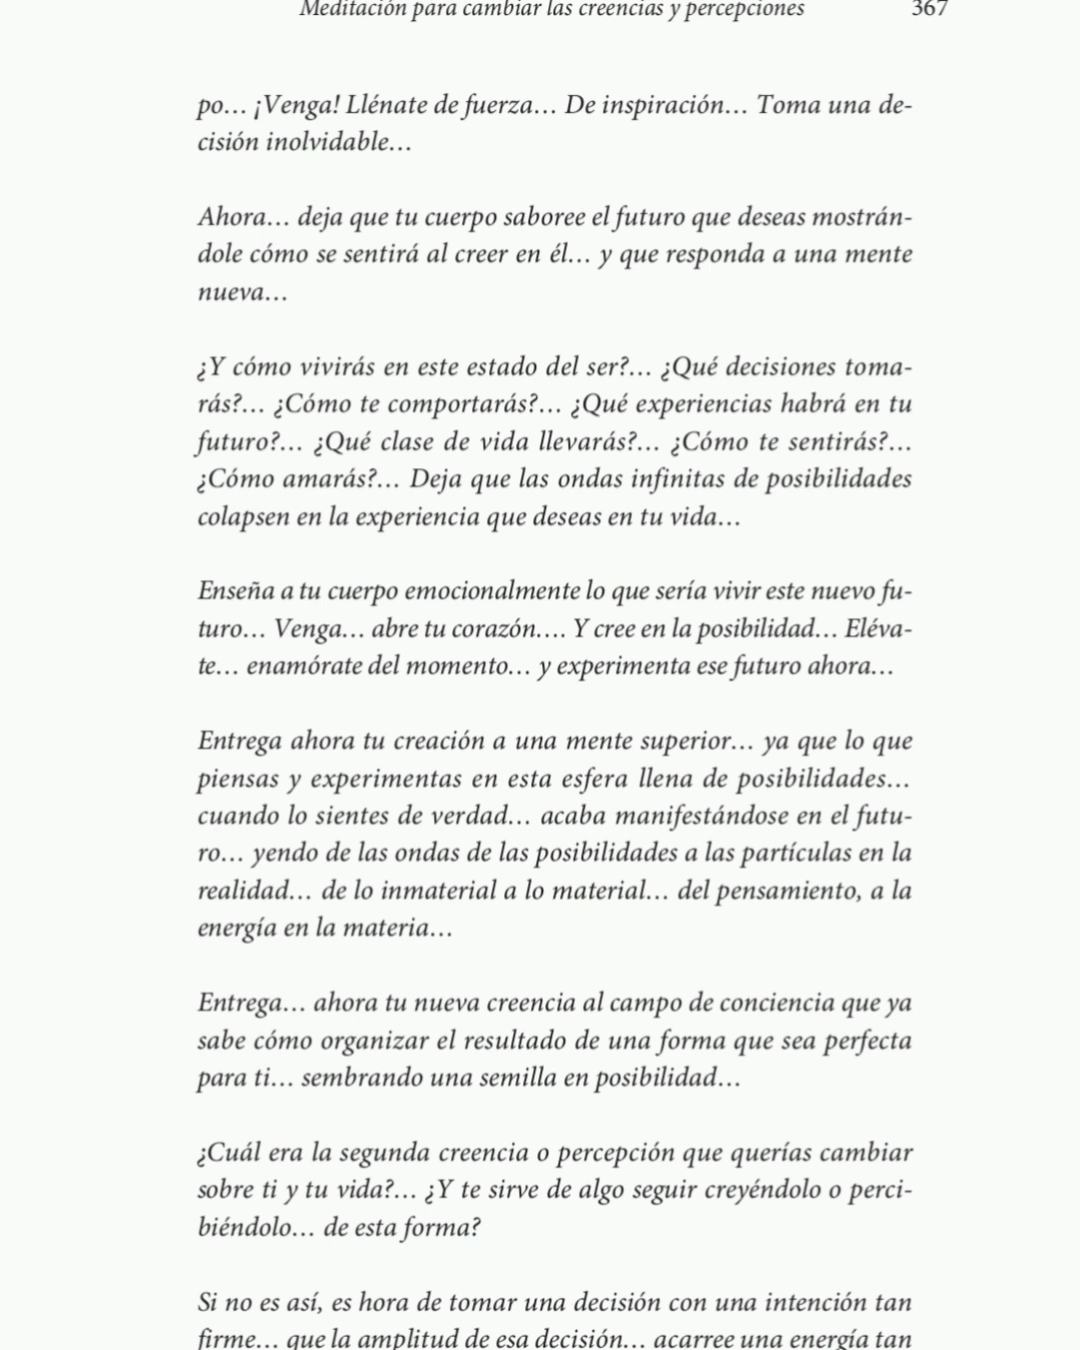 Meditación para cambiar las creencias y percepciones 367
po… ¡Venga! Llénate de fuerza… De inspiración… Toma una de-
cisión inolvidable…
Ahora… deja que tu cuerpo saboree el futuro que deseas mostrán-
dole cómo se sentirá al creer en él… y que responda a una mente
nueva…
¿Y cómo vivirás en este estado del ser?… ¿Qué decisiones toma-
rás?… ¿Cómo te comportarás?… ¿Qué experiencias habrá en tu
futuro?… ¿Qué clase de vida llevarás?… ¿Cómo te sentirás?…
¿Cómo amarás?… Deja que las ondas infinitas de posibilidades
colapsen en la experiencia que deseas en tu vida…
Enseña a tu cuerpo emocionalmente lo que sería vivir este nuevo fu-
turo… Venga… abre tu corazón…. Y cree en la posibilidad… Eléva-
te… enamórate del momento… y experimenta ese futuro ahora…
Entrega ahora tu creación a una mente superior… ya que lo que
piensas y experimentas en esta esfera llena de posibilidades…
cuando lo sientes de verdad… acaba manifestándose en el futu-
ro… yendo de las ondas de las posibilidades a las partículas en la
realidad… de lo inmaterial a lo material… del pensamiento, a la
energía en la materia…
Entrega… ahora tu nueva creencia al campo de conciencia que ya
sabe cómo organizar el resultado de una forma que sea perfecta
para ti… sembrando una semilla en posibilidad…
¿Cuál era la segunda creencia o percepción que querías cambiar
sobre ti y tu vida?… ¿Y te sirve de algo seguir creyéndolo o perci-
biéndolo… de esta forma?
Si no es así, es hora de tomar una decisión con una intención tan
firme… que la amplitud de esa decisión… acarree una energía tan